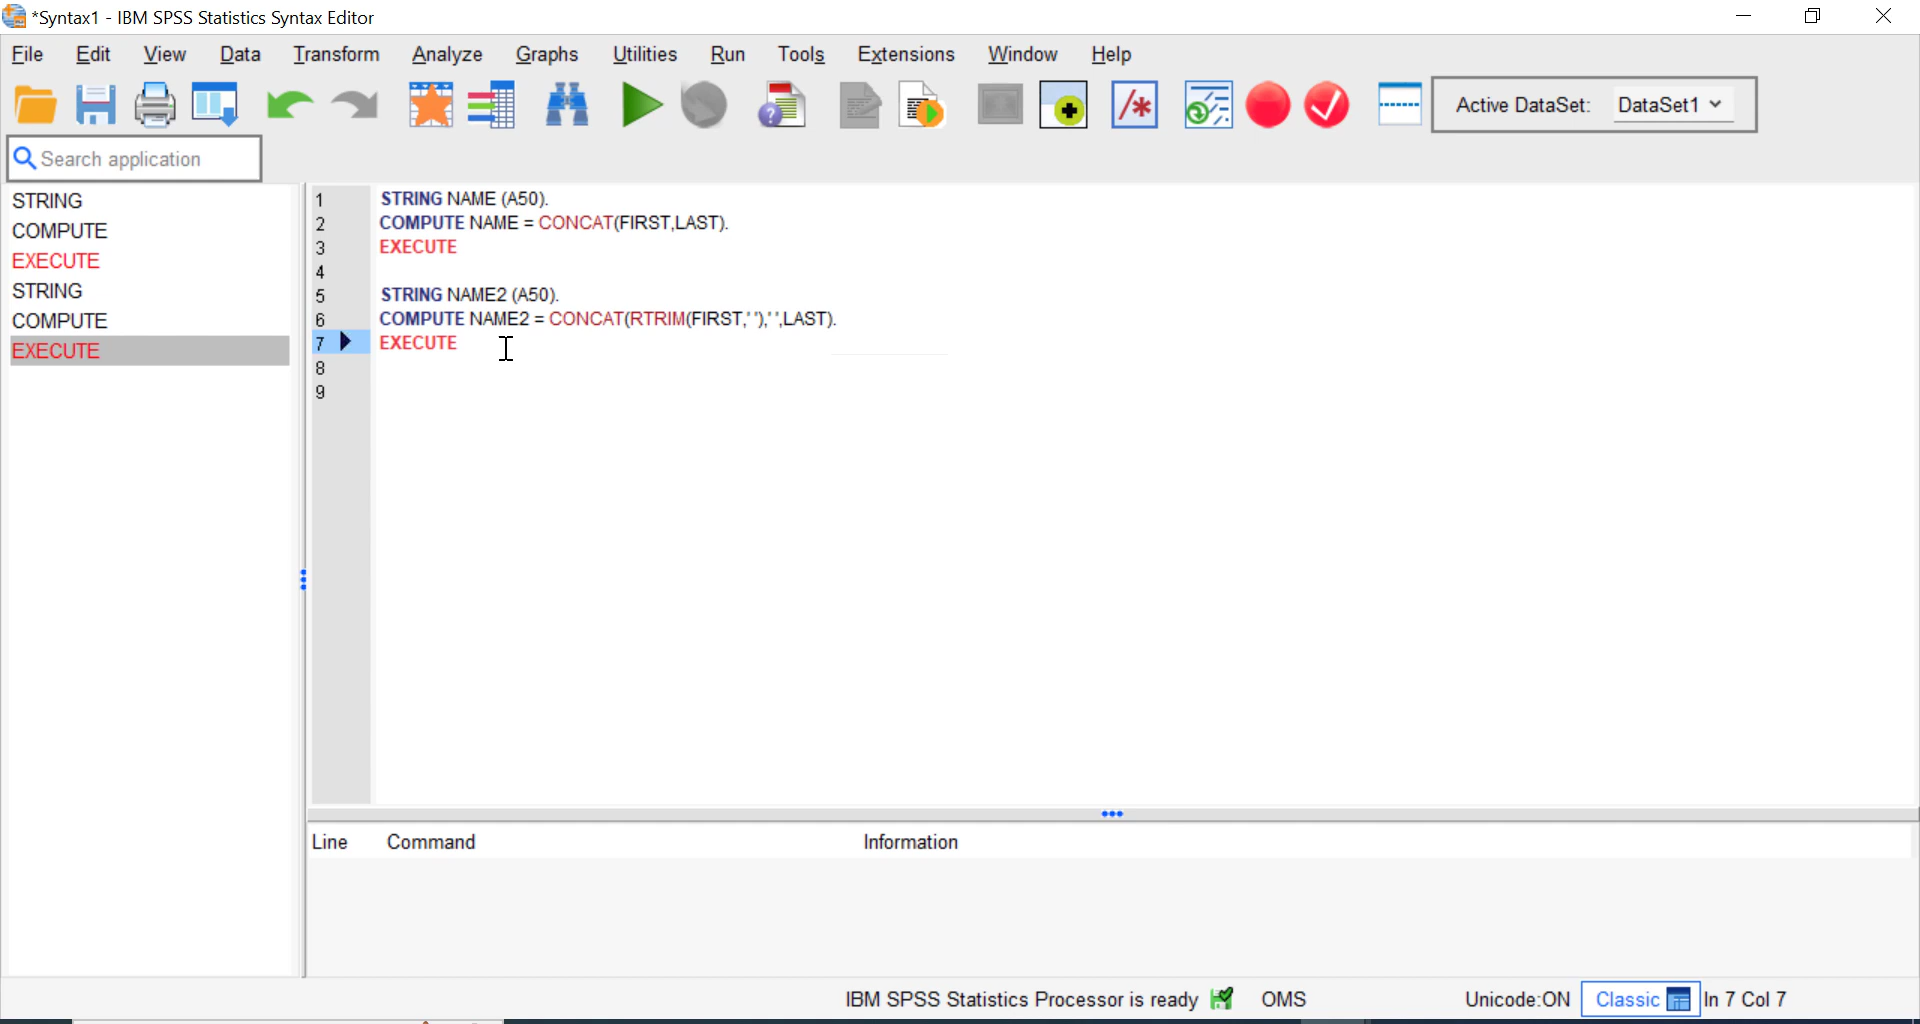 *Syntax1 - IBM SPSS Statistics Syntax Editor
File Edit View Data Transform Analyze Graphs Utilities Run Tools Extensions Window Help
Active DataSet: DataSet1
Search application
STRING
COMPUTE
EXECUTE
STRING
COMPUTE
EXECUTE
1 STRING NAME (A50).
2 COMPUTE NAME = CONCAT(FIRST,LAST).
3 EXECUTE
4
5 STRING NAME2 (A50).
6 COMPUTE NAME2 = CONCAT(RTRIM(FIRST,' '),' ',LAST).
7 EXECUTE
8
9
Line Command Information
IBM SPSS Statistics Processor is ready OMS Unicode:ON Classic In 7 Col 7